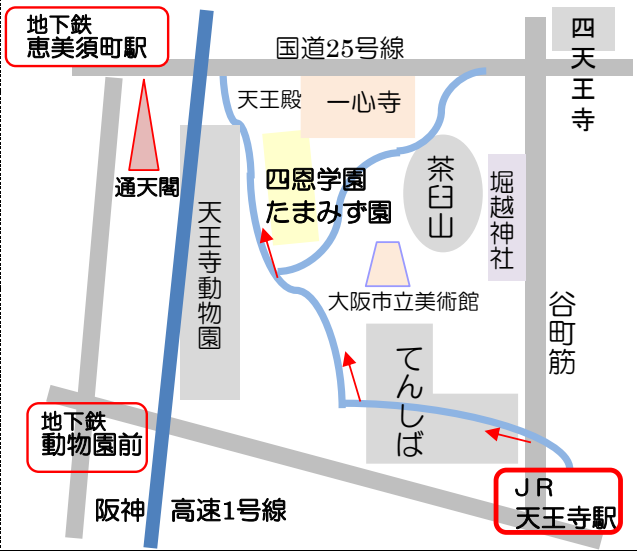 地下鉄
恵美須町駅
国道25号線
四天王寺
天王殿
一心寺
通天閣
四恩学園
たまみず園
茶臼山
堀越神社
天王寺動物園
大阪市立美術館
谷町筋
てんしば
地下鉄
動物園前
阪神 高速1号線
JR
天王寺駅